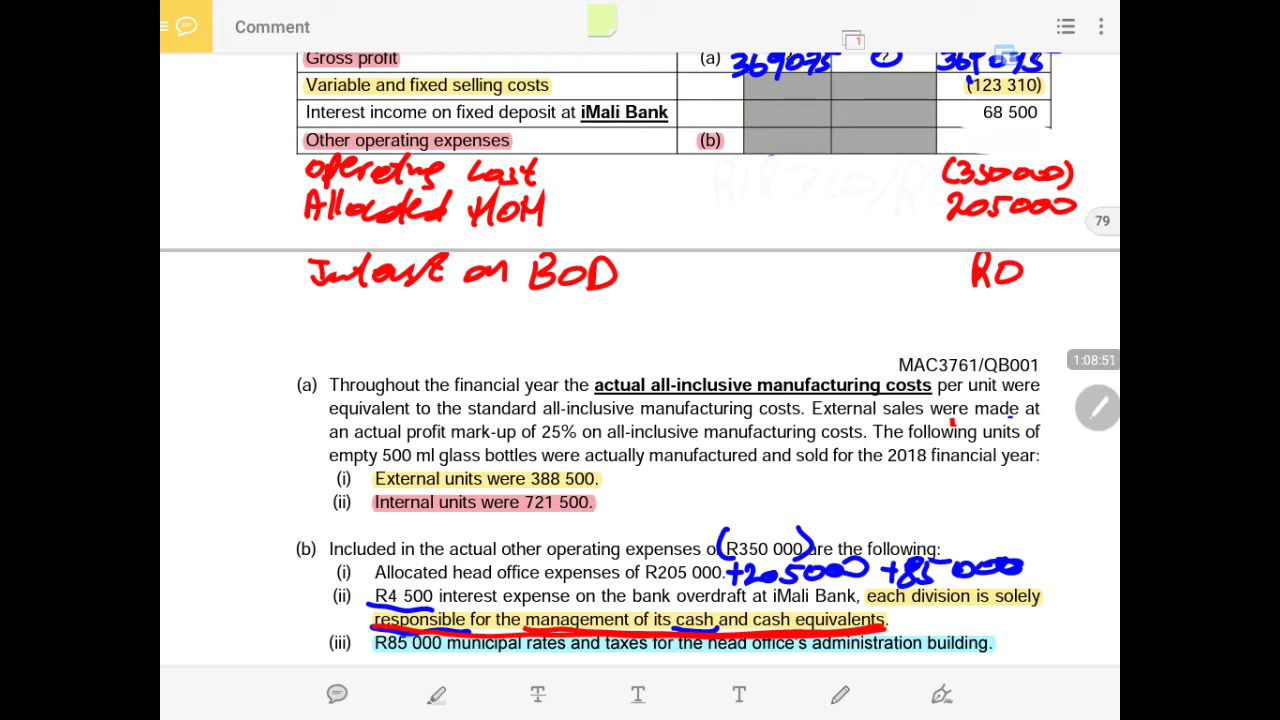 Comment
1
Gross profit (a) 369075 369075
Variable and fixed selling costs (123 310)
Interest income on fixed deposit at iMali Bank 68 500
Other operating expenses (b)
operating cost (350000)
Allocated HOM 205000
79
Interest on BOD R0
MAC3761/QB001
1:08:51
(a) Throughout the financial year the actual all-inclusive manufacturing costs per unit were
equivalent to the standard all-inclusive manufacturing costs. External sales were made at
an actual profit mark-up of 25% on all-inclusive manufacturing costs. The following units of
empty 500 ml glass bottles were actually manufactured and sold for the 2018 financial year:
(i) External units were 388 500.
(ii) Internal units were 721 500.
(b) Included in the actual other operating expenses of (R350 000) are the following:
(i) Allocated head office expenses of R205 000. +205000 +85000
(ii) R4 500 interest expense on the bank overdraft at iMali Bank, each division is solely
responsible for the management of its cash and cash equivalents.
(iii) R85 000 municipal rates and taxes for the head office's administration building.
T T T